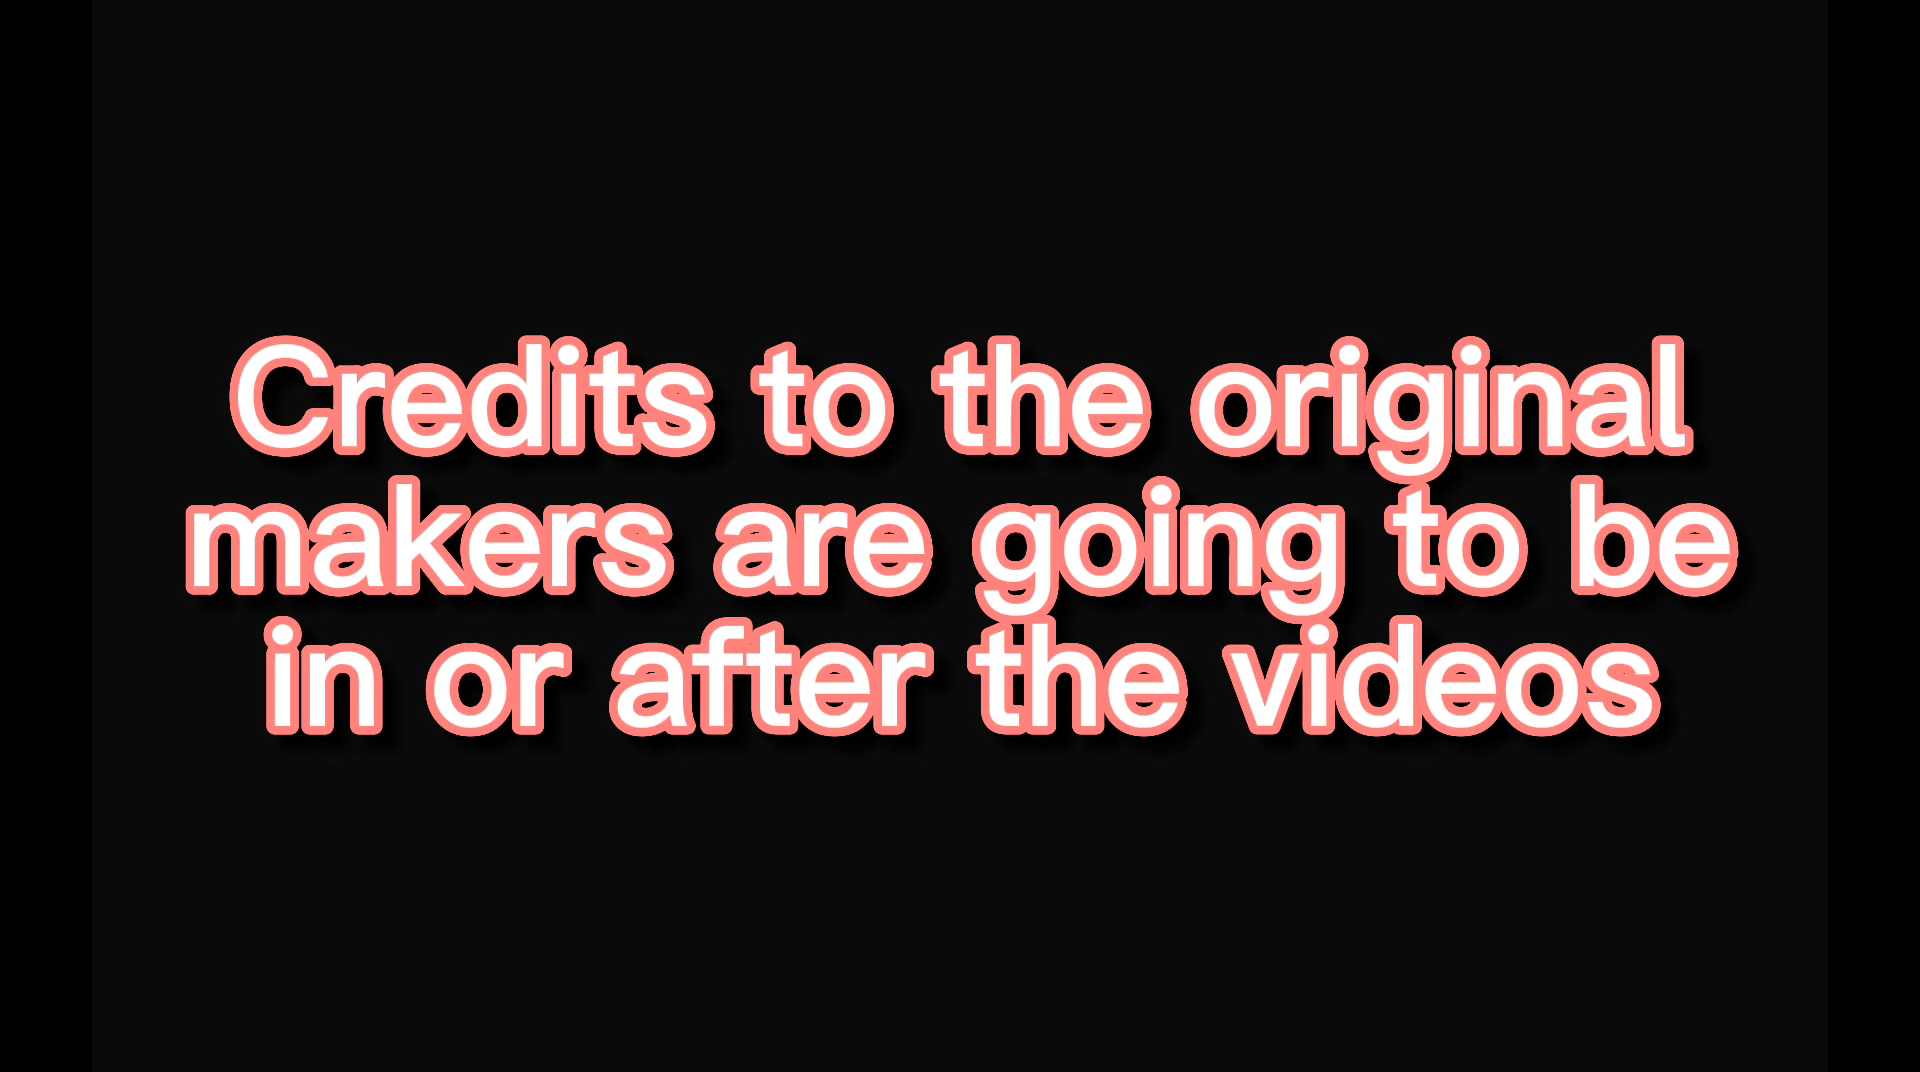 Credits to the original
makers are going to be
in or after the videos